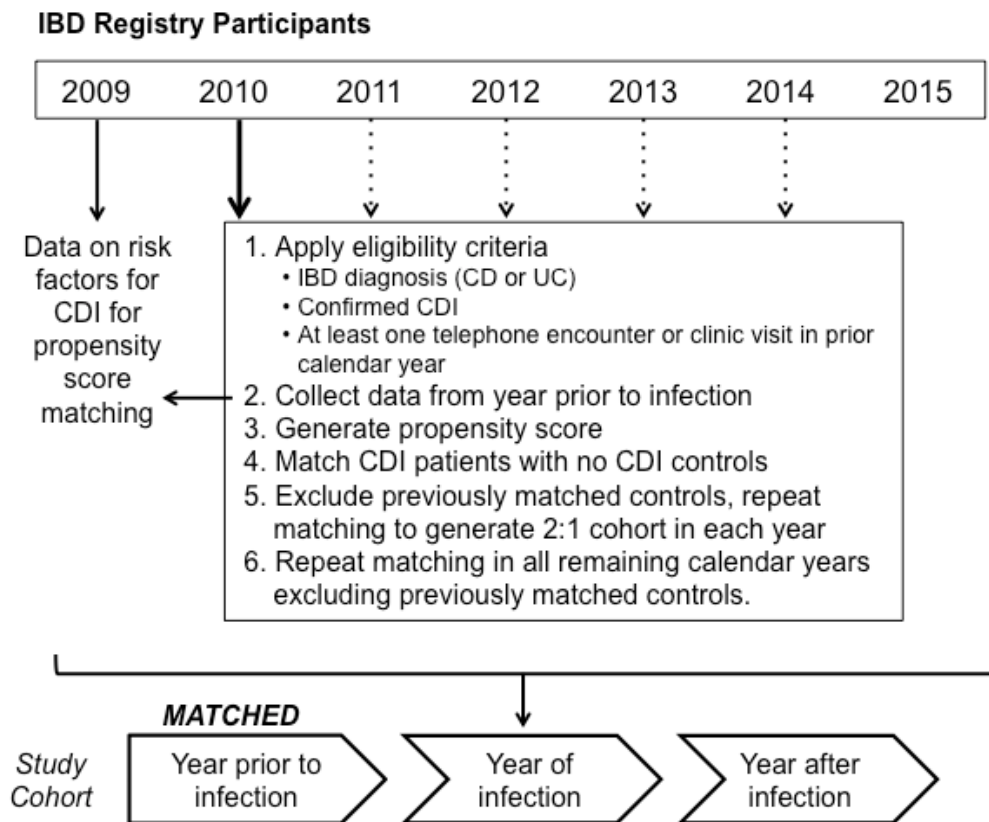 IBD Registry Participants
2009 2010 2011 2012 2013 2014 2015
Data on risk
factors for
CDI for
propensity
score
matching
1. Apply eligibility criteria
• IBD diagnosis (CD or UC)
• Confirmed CDI
• At least one telephone encounter or clinic visit in prior
calendar year
2. Collect data from year prior to infection
3. Generate propensity score
4. Match CDI patients with no CDI controls
5. Exclude previously matched controls, repeat
matching to generate 2:1 cohort in each year
6. Repeat matching in all remaining calendar years
excluding previously matched controls.
MATCHED
Study
Cohort
Year prior to
infection
Year of
infection
Year after
infection